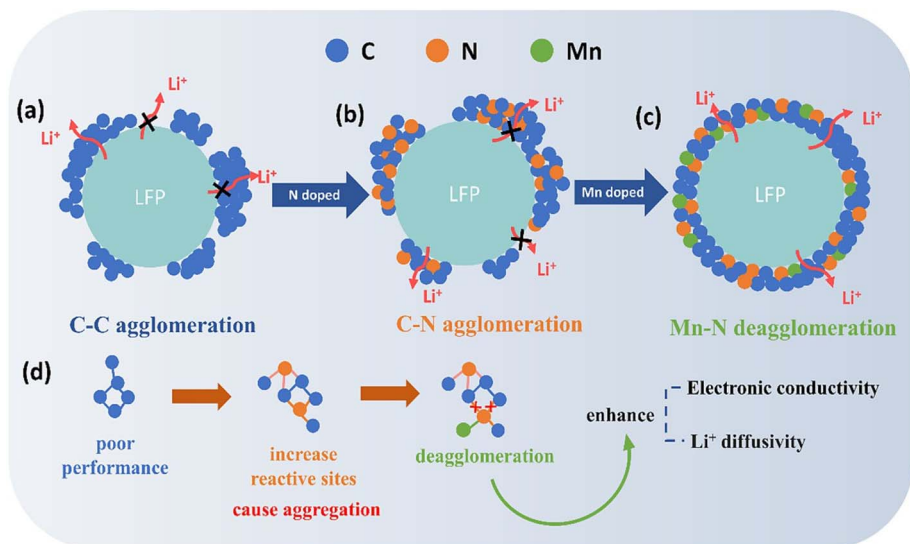 C N Mn
(a) (b) (c)
Li⁺ Li⁺ Li⁺
LFP
N doped
Li⁺ Li⁺ Li⁺
LFP
Mn doped
Li⁺ Li⁺ Li⁺
LFP
C-C agglomeration
C-N agglomeration
Mn-N deagglomeration
(d)
poor
performance
increase
reactive sites
cause aggregation
++
deagglomeration
enhance
Electronic conductivity
Li⁺ diffusivity